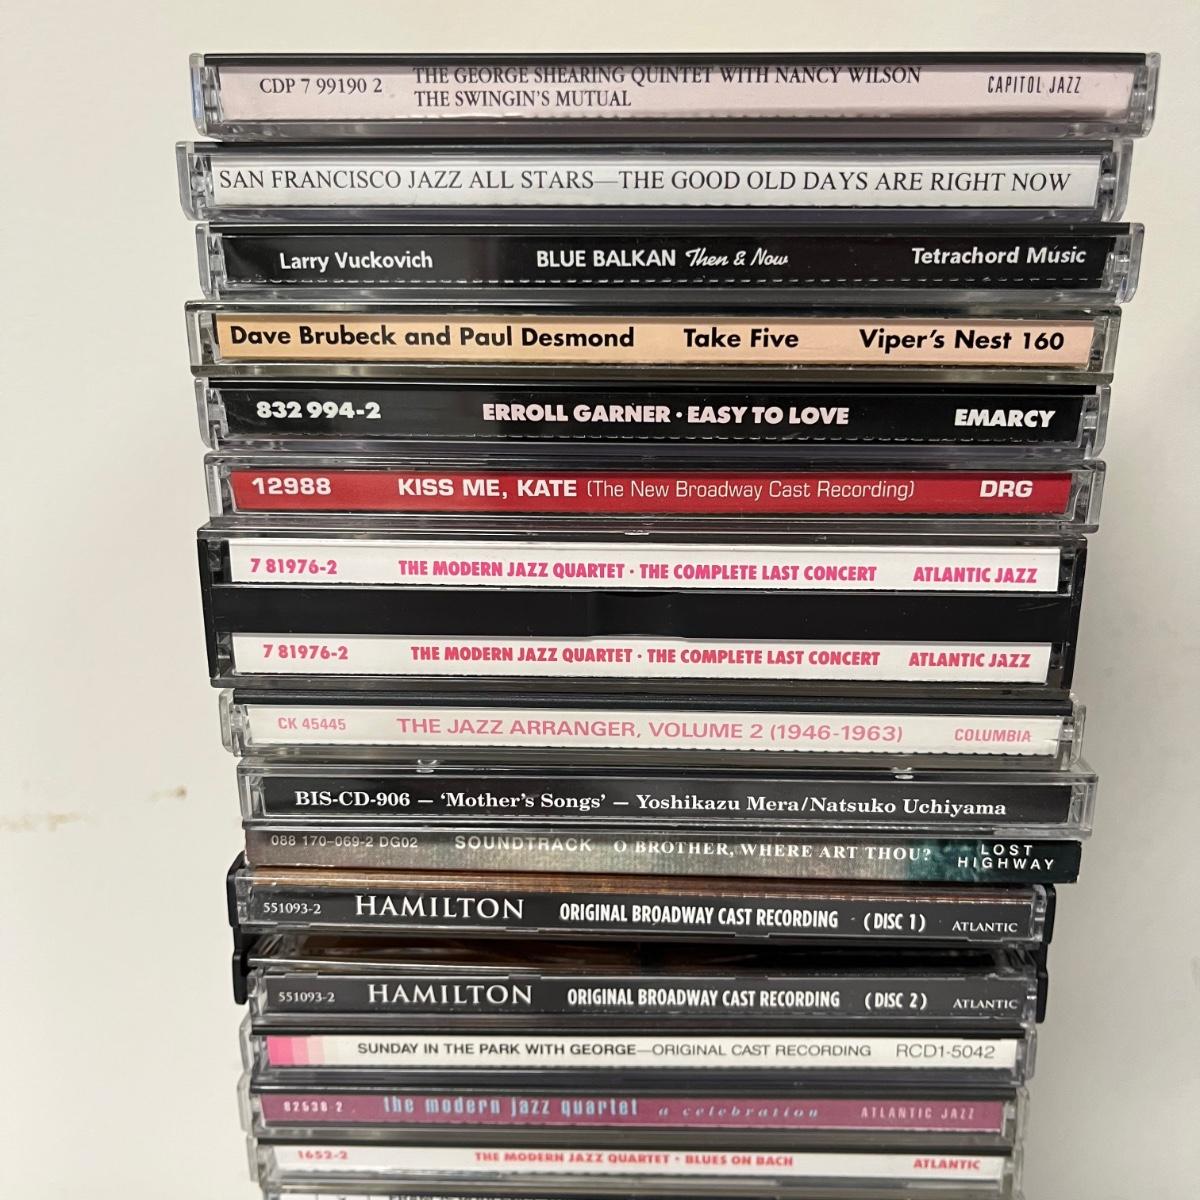 CDP 7 99190 2 THE GEORGE SHEARING QUINTET WITH NANCY WILSON CAPITOL JAZZ
THE SWINGIN'S MUTUAL
SAN FRANCISCO JAZZ ALL STARS—THE GOOD OLD DAYS ARE RIGHT NOW
Larry Vuckovich BLUE BALKAN Then & Now Tetrachord Music
Dave Brubeck and Paul Desmond Take Five Viper's Nest 160
832 994-2 ERROLL GARNER · EASY TO LOVE EMARCY
12988 KISS ME, KATE (The New Broadway Cast Recording) DRG
7 81976-2 THE MODERN JAZZ QUARTET · THE COMPLETE LAST CONCERT ATLANTIC JAZZ
7 81976-2 THE MODERN JAZZ QUARTET · THE COMPLETE LAST CONCERT ATLANTIC JAZZ
CK 45445 THE JAZZ ARRANGER, VOLUME 2 (1946-1963) COLUMBIA
BIS-CD-906 – 'Mother's Songs' – Yoshikazu Mera/Natsuko Uchiyama
088 170-069-2 DG02 SOUNDTRACK O BROTHER, WHERE ART THOU? LOST HIGHWAY
551093-2 HAMILTON ORIGINAL BROADWAY CAST RECORDING (DISC 1) ATLANTIC
551093-2 HAMILTON ORIGINAL BROADWAY CAST RECORDING (DISC 2) ATLANTIC
SUNDAY IN THE PARK WITH GEORGE—ORIGINAL CAST RECORDING RCD1-5042
82538-2 the modern jazz quartet a celebration ATLANTIC JAZZ
1652-2 THE MODERN JAZZ QUARTET · BLUES ON BACH ATLANTIC